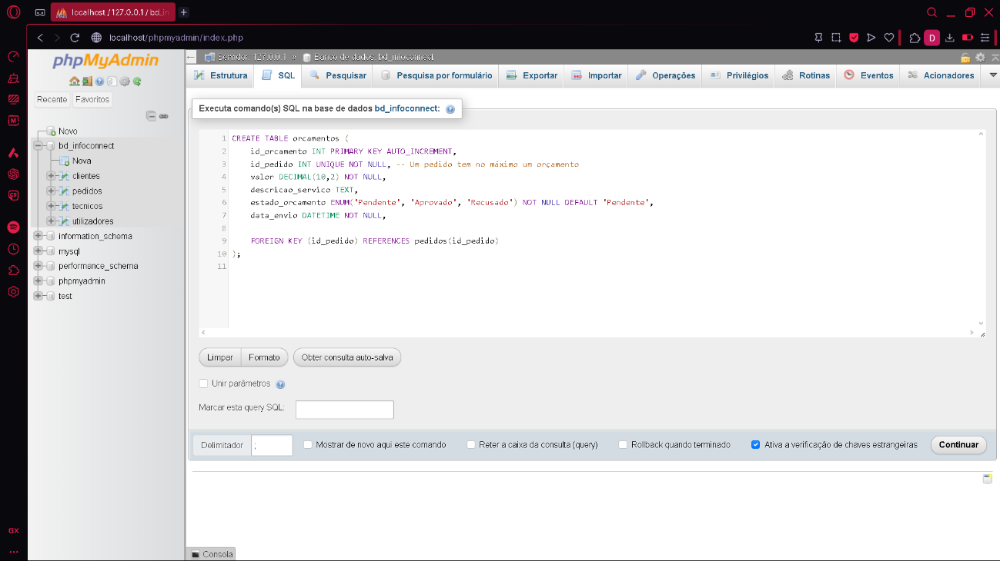 localhost / 127.0.0.1 / bd_in
localhost/phpmyadmin/index.php
D
phpMyAdmin
Recente Favoritos
Novo
bd_infoconnect
Nova
clientes
pedidos
tecnicos
utilizadores
information_schema
mysql
performance_schema
phpmyadmin
test
GX
Servidor: 127.0.0.1 » Banco de dados: bd_infoconnect
Estrutura SQL Pesquisar Pesquisa por formulário Exportar Importar Operações Privilégios Rotinas Eventos Acionadores
Executa comando(s) SQL na base de dados bd_infoconnect:
1 CREATE TABLE orcamentos (
2 id_orcamento INT PRIMARY KEY AUTO_INCREMENT,
3 id_pedido INT UNIQUE NOT NULL, -- Um pedido tem no máximo um orçamento
4 valor DECIMAL(10,2) NOT NULL,
5 descricao_servico TEXT,
6 estado_orcamento ENUM('Pendente', 'Aprovado', 'Recusado') NOT NULL DEFAULT 'Pendente',
7 data_envio DATETIME NOT NULL,
8
9 FOREIGN KEY (id_pedido) REFERENCES pedidos(id_pedido)
10 );
11
Limpar Formato Obter consulta auto-salva
Unir parâmetros
Marcar esta query SQL:
Delimitador ; Mostrar de novo aqui este comando Reter a caixa da consulta (query) Rollback quando terminado Ativa a verificação de chaves estrangeiras Continuar
Consola